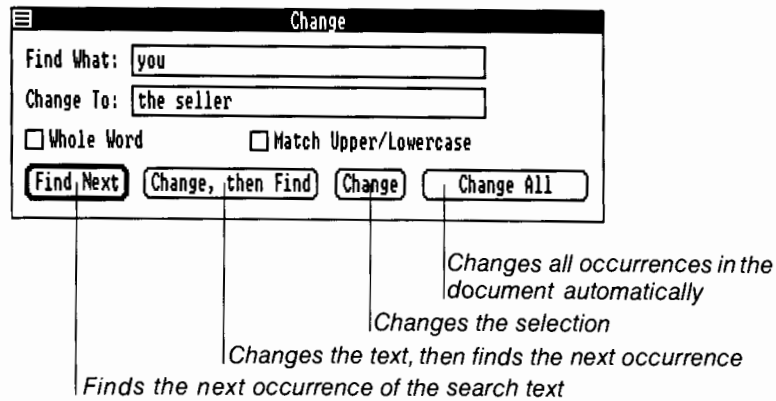 Change
Find What: you
Change To: the seller
Whole Word Match Upper/Lowercase
Find Next Change, then Find Change Change All
Changes all occurrences in the
document automatically
Changes the selection
Changes the text, then finds the next occurrence
Finds the next occurrence of the search text